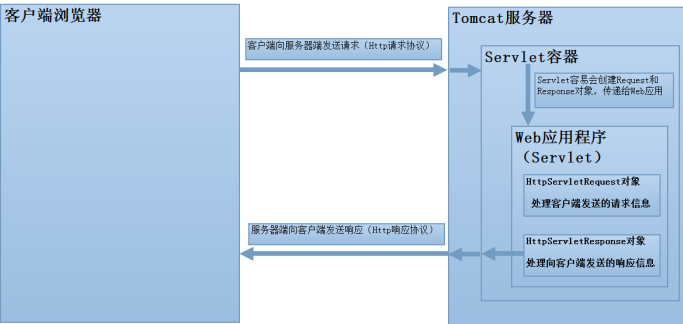 客户端浏览器
Tomcat服务器
客户端向服务器端发送请求（Http请求协议）
Servlet容器
Servlet容易会创建Request和
Response对象，传递给Web应用
Web应用程序
（Servlet）
HttpServletRequest对象
处理客户端发送的请求信息
服务器端向客户端发送响应（Http响应协议）
HttpServletResponse对象
处理向客户端发送的响应信息